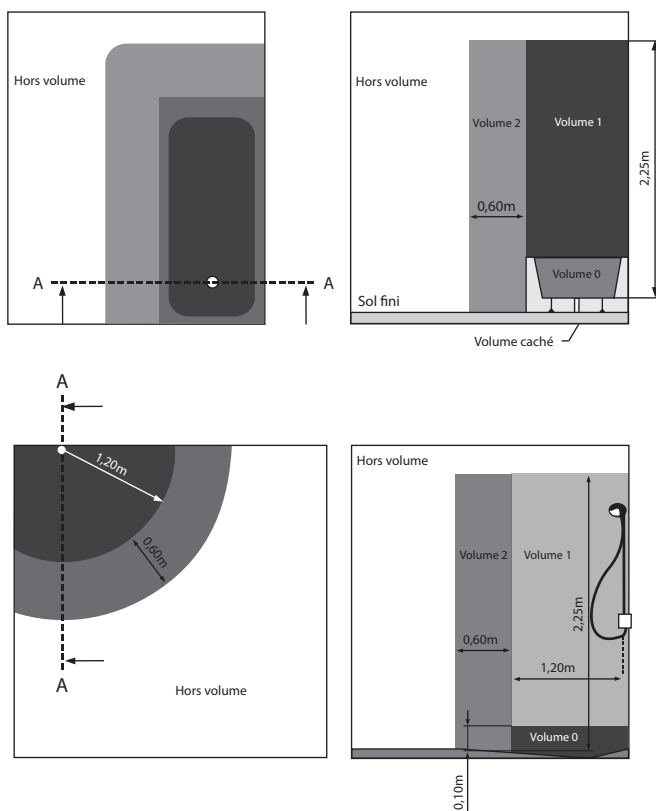 Hors volume
A
A
Hors volume
Volume 2
Volume 1
2,25m
0,60m
Volume 0
Sol fini
Volume caché
A
1,20m
0,60m
A
Hors volume
Hors volume
Volume 2
Volume 1
2,25m
0,60m
1,20m
Volume 0
0,10m